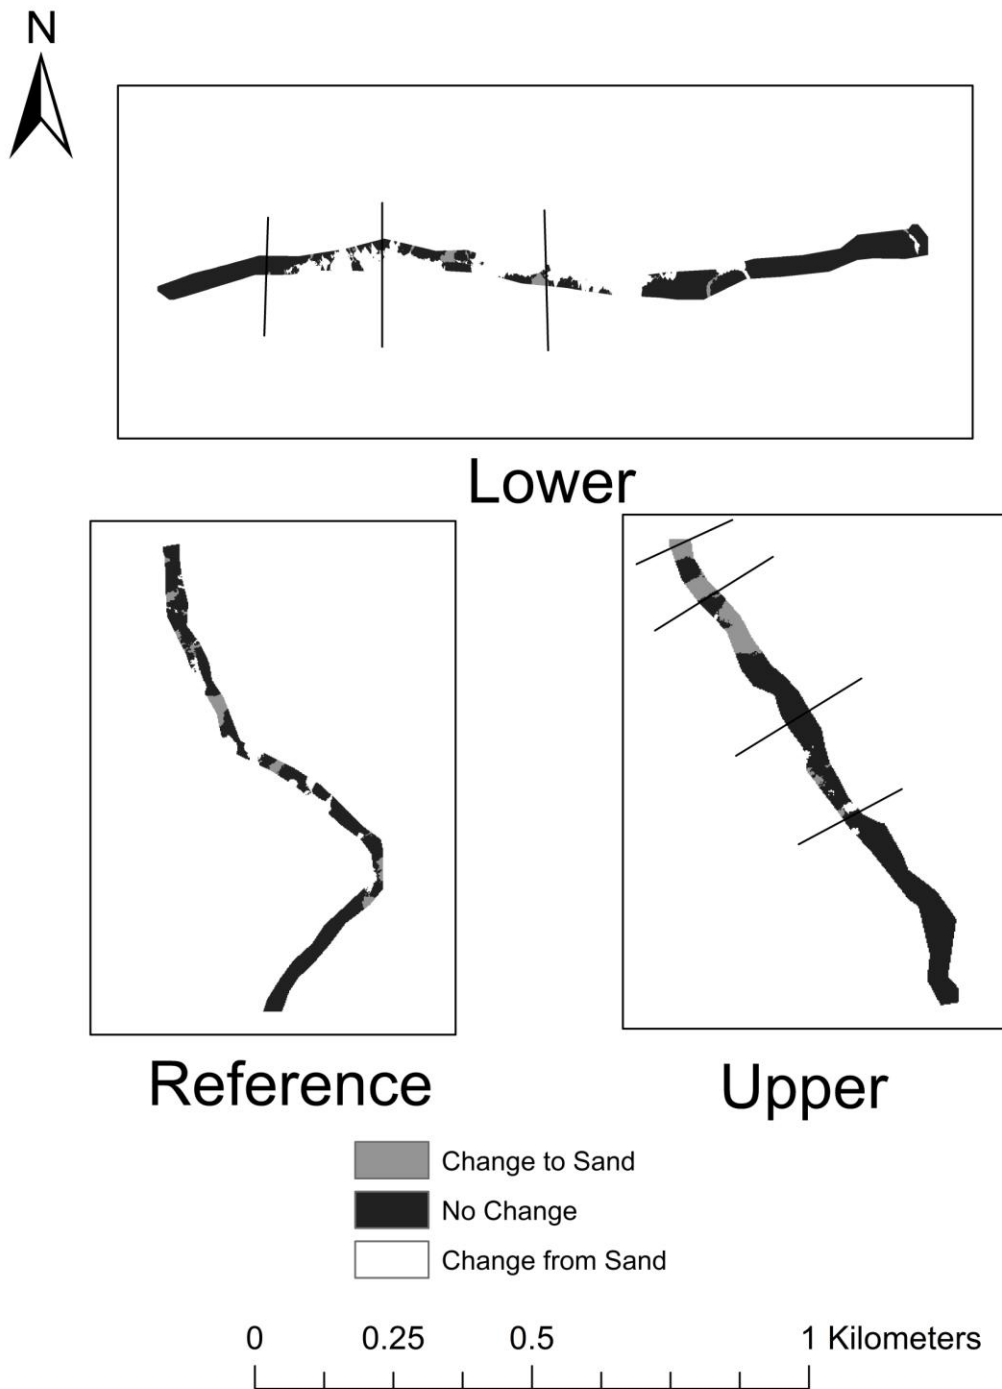 N
Lower
Reference
Upper
Change to Sand
No Change
Change from Sand
0 0.25 0.5 1 Kilometers